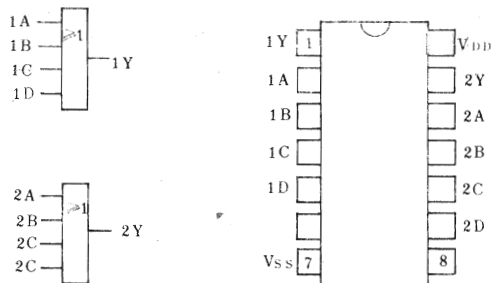 1A
1B
1C
1D
≥1
1Y
2A
2B
2C
2C
≥1
2Y
1Y 1 VDD
1A 2Y
1B 2A
1C 2B
1D 2C
2D
VSS 7 8